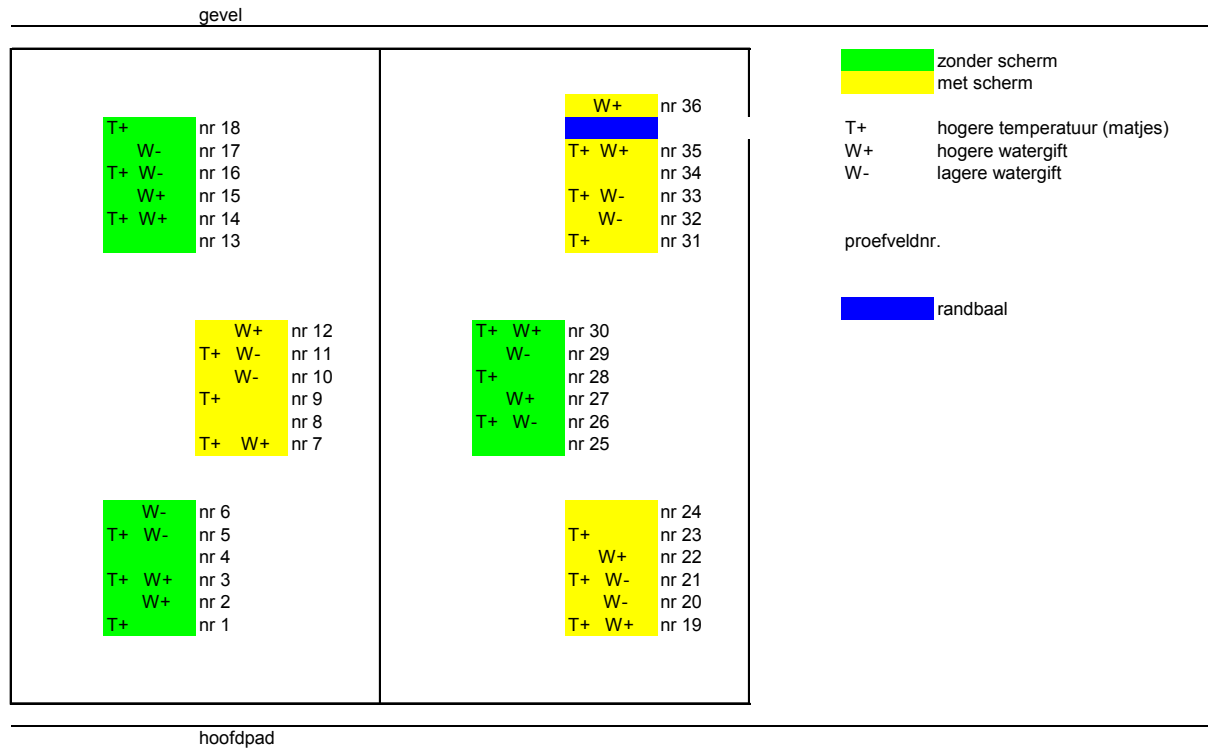 gevel
zonder scherm
met scherm
W+ nr 36
T+ nr 18
W- nr 17
T+ W- nr 16
W+ nr 15
T+ W+ nr 14
nr 13
T+ W+ nr 35
nr 34
T+ W- nr 33
W- nr 32
T+ nr 31
T+ hogere temperatuur (matjes)
W+ hogere watergift
W- lagere watergift
proefveldnr.
randbaal
W+ nr 12
T+ W- nr 11
W- nr 10
T+ nr 9
nr 8
T+ W+ nr 7
T+ W+ nr 30
W- nr 29
T+ nr 28
W+ nr 27
T+ W- nr 26
nr 25
W- nr 6
T+ W- nr 5
nr 4
T+ W+ nr 3
W+ nr 2
T+ nr 1
nr 24
T+ nr 23
W+ nr 22
T+ W- nr 21
W- nr 20
T+ W+ nr 19
hoofdpad